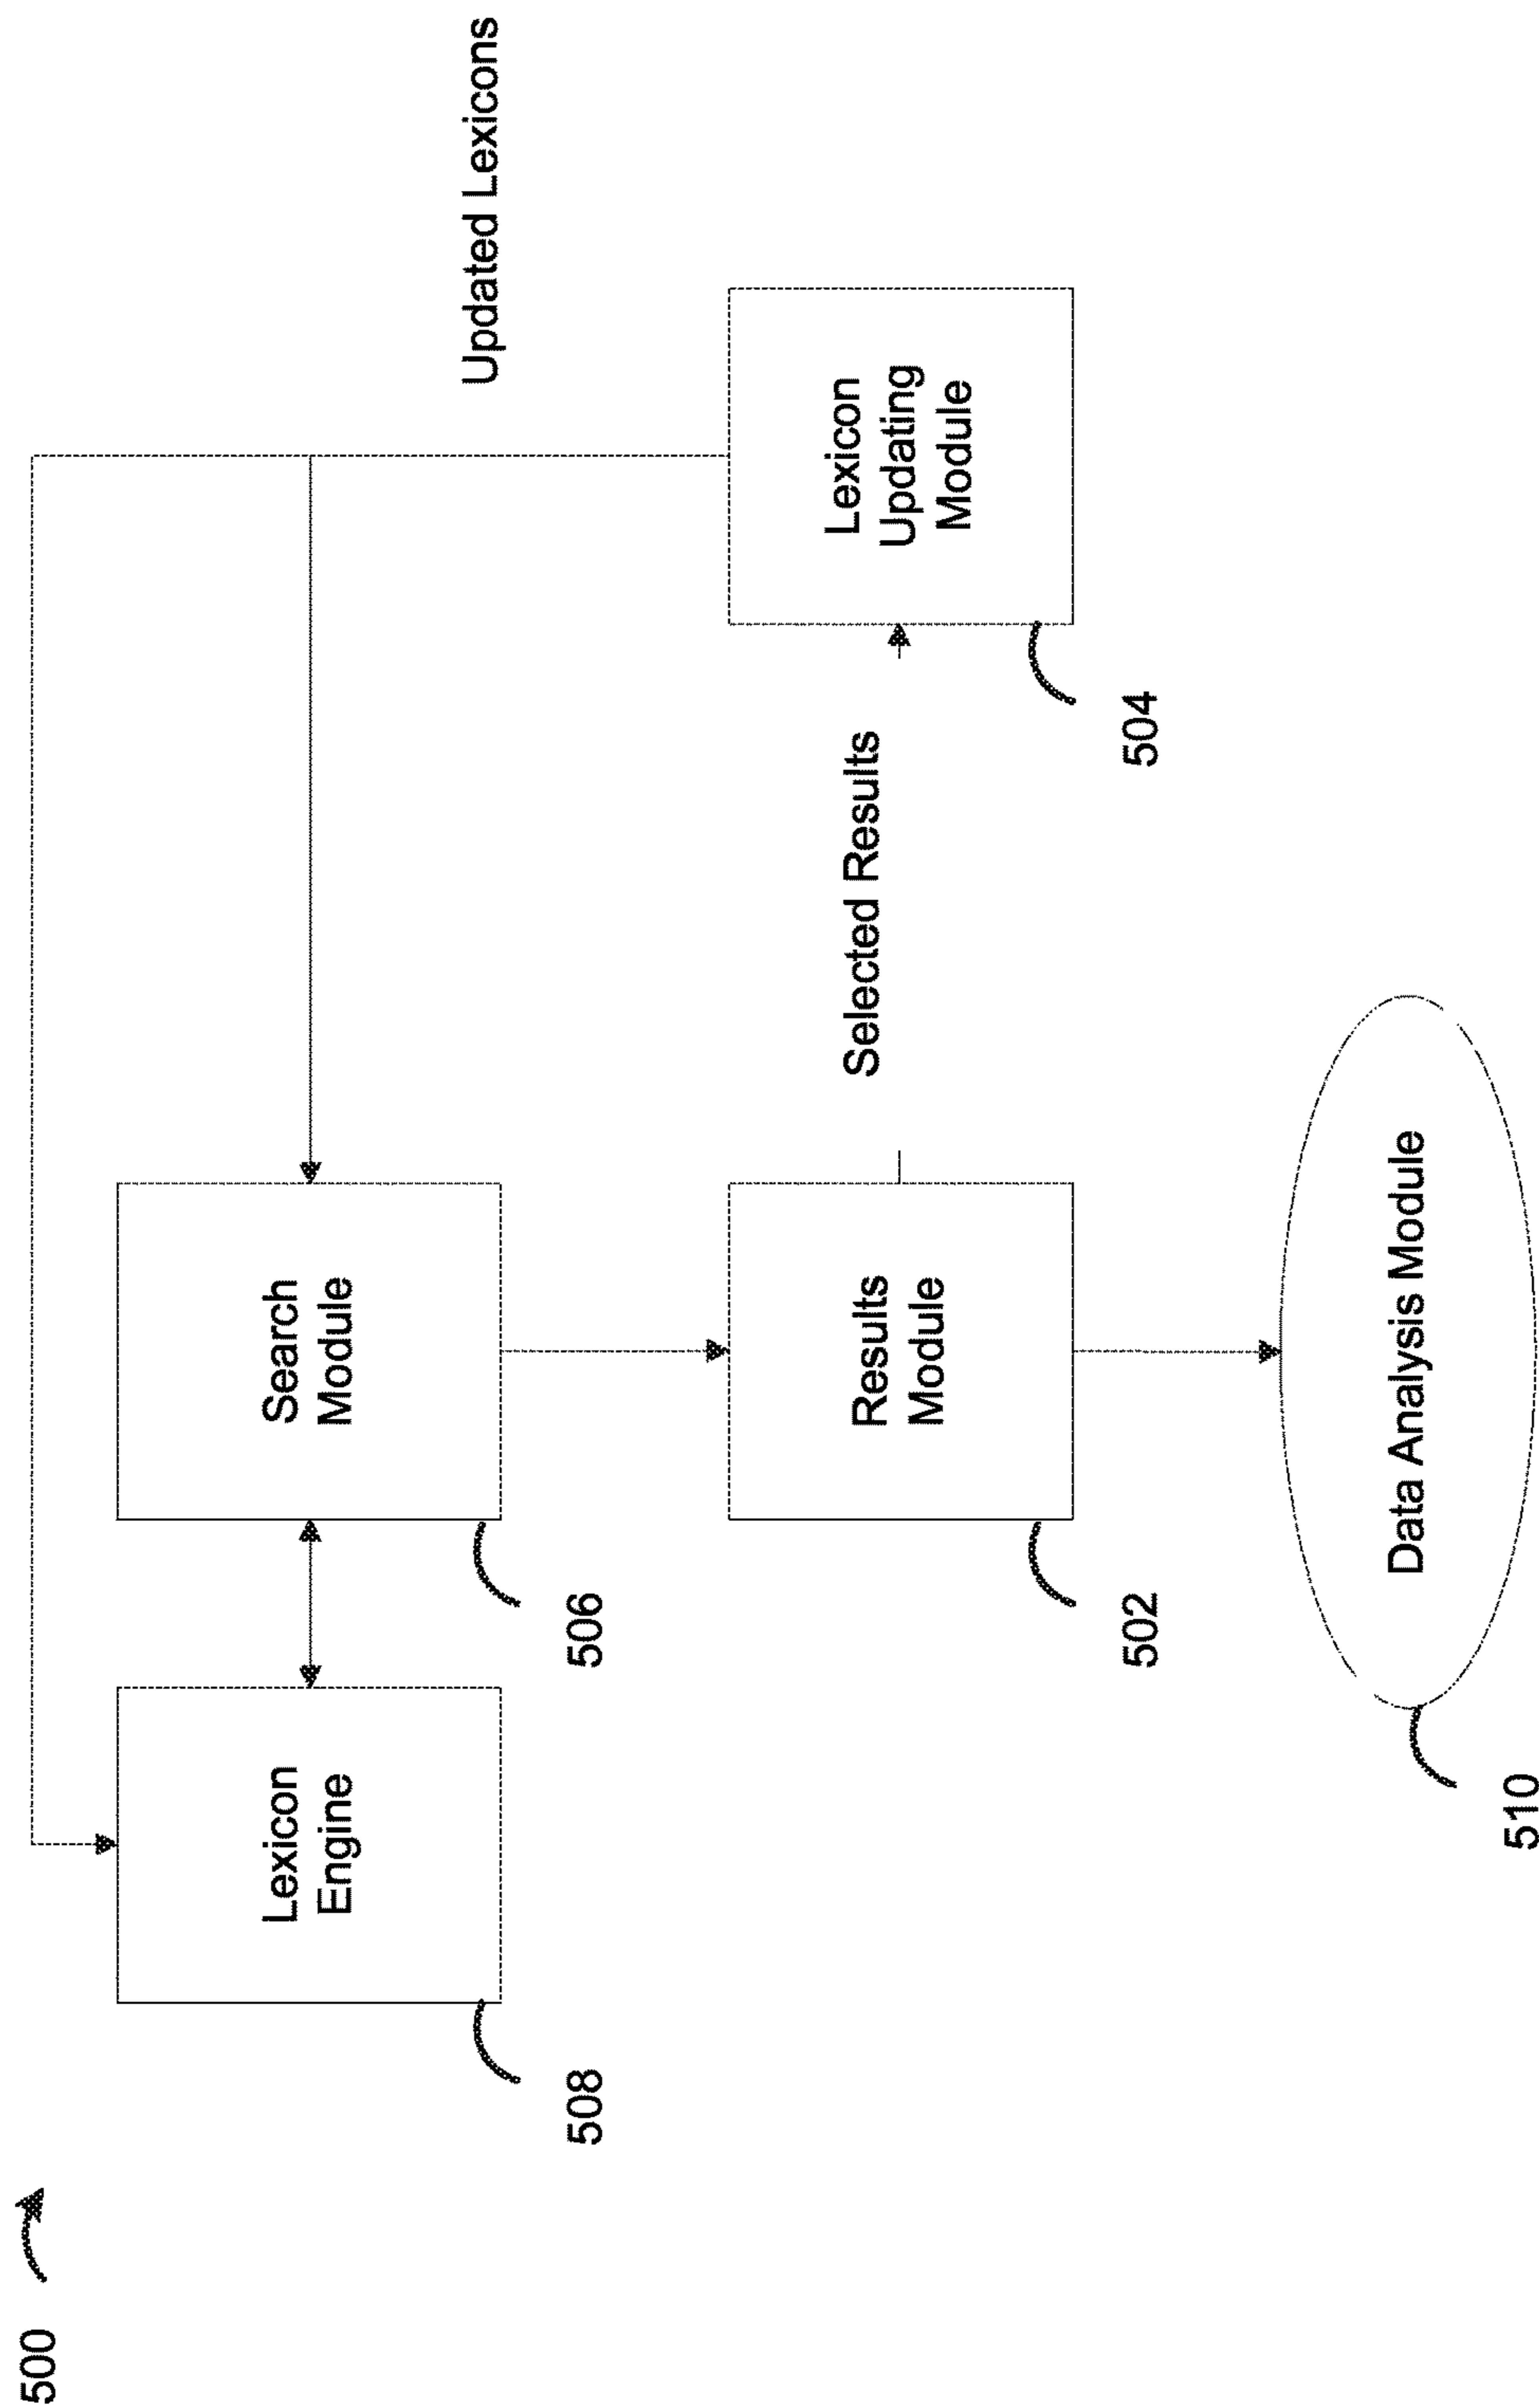 500
Updated Lexicons
Lexicon
Engine
508
Search
Module
506
Results
Module
502
Selected Results
Lexicon
Updating
Module
504
Data Analysis Module
510